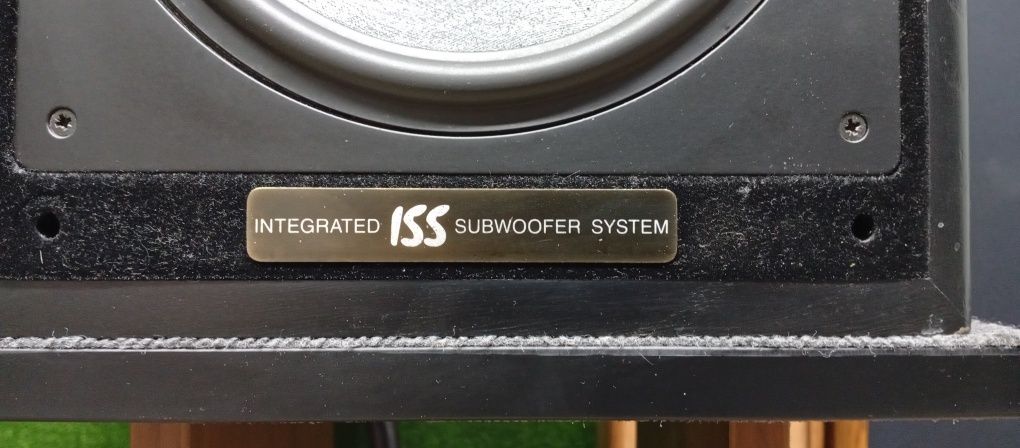 INTEGRATED ISS SUBWOOFER SYSTEM